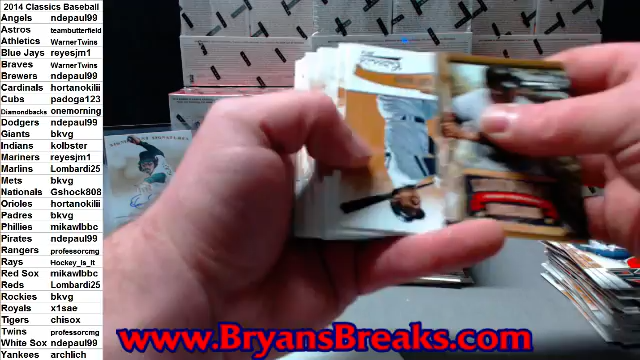 2014 Classics Baseball
Angels ndepaul99
Astros teambutterfield
Athletics WarnerTwins
Blue Jays reyesjm1
Braves WarnerTwins
Brewers ndepaul99
Cardinals hortanokilii
Cubs padoga123
Diamondbacks onemorning
Dodgers ndepaul99
Giants bkvg
Indians kolbster
Mariners reyesjm1
Marlins Lombardi25
Mets bkvg
Nationals Gshock808
Orioles hortanokilii
Padres bkvg
Phillies mikawlbbc
Pirates ndepaul99
Rangers professorcmg
Rays Hockey_Is_It
Red Sox mikawlbbc
Reds Lombardi25
Rockies bkvg
Royals x1sae
Tigers chisox
Twins professorcmg
White Sox ndepaul99
Yankees archlich
www.BryansBreaks.com